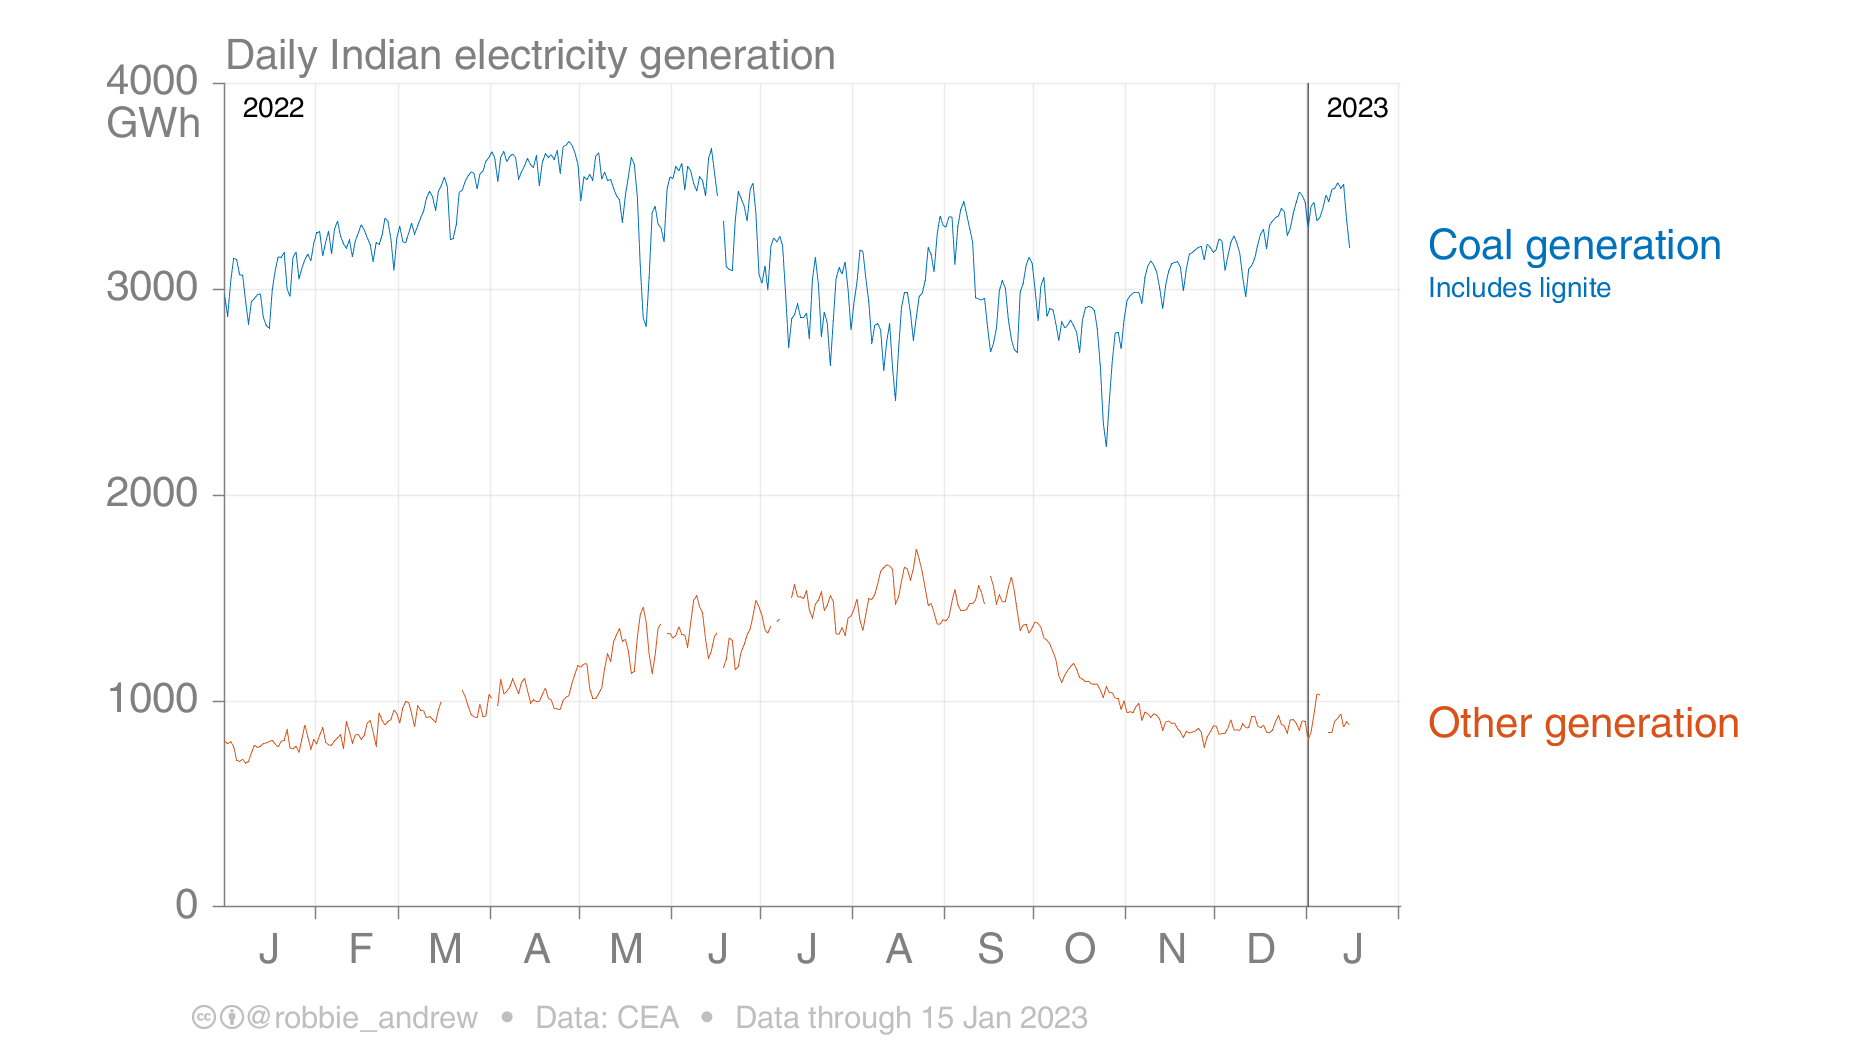 Daily Indian electricity generation
4000
GWh
2022
2023
3000
2000
1000
0
Coal generation
Includes lignite
Other generation
J F M A M J J A S O N D J
@robbie_andrew • Data: CEA • Data through 15 Jan 2023